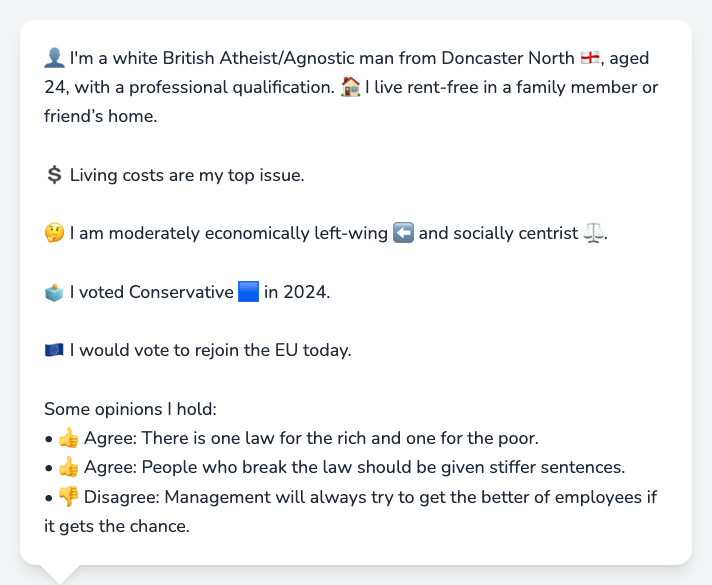 👤 I'm a white British Atheist/Agnostic man from Doncaster North 🏴󠁧󠁢󠁥󠁮󠁧󠁿, aged
24, with a professional qualification. 🏠 I live rent-free in a family member or
friend’s home.
💲 Living costs are my top issue.
🤔 I am moderately economically left-wing ⬅️ and socially centrist ⚖️.
🗳️ I voted Conservative 🟦 in 2024.
🇪🇺 I would vote to rejoin the EU today.
Some opinions I hold:
• 👍 Agree: There is one law for the rich and one for the poor.
• 👍 Agree: People who break the law should be given stiffer sentences.
• 👎 Disagree: Management will always try to get the better of employees if
it gets the chance.